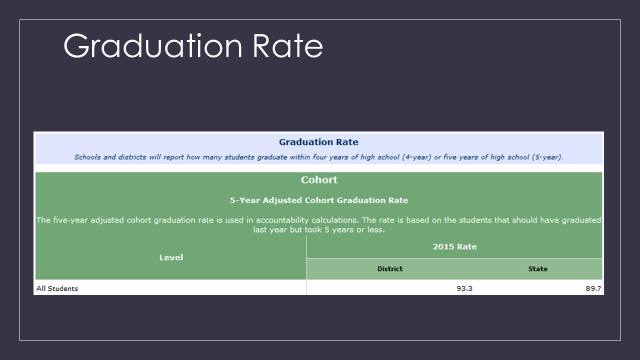 Graduation Rate
Graduation Rate
Schools and districts will report how many students graduate within four years of high school (4-year) or five years of high school (5-year).
Cohort
5-Year Adjusted Cohort Graduation Rate
The five-year adjusted cohort graduation rate is used in accountability calculations. The rate is based on the students that should have graduated
last year but took 5 years or less.
Level
2015 Rate
District State
All Students 93.3 89.7